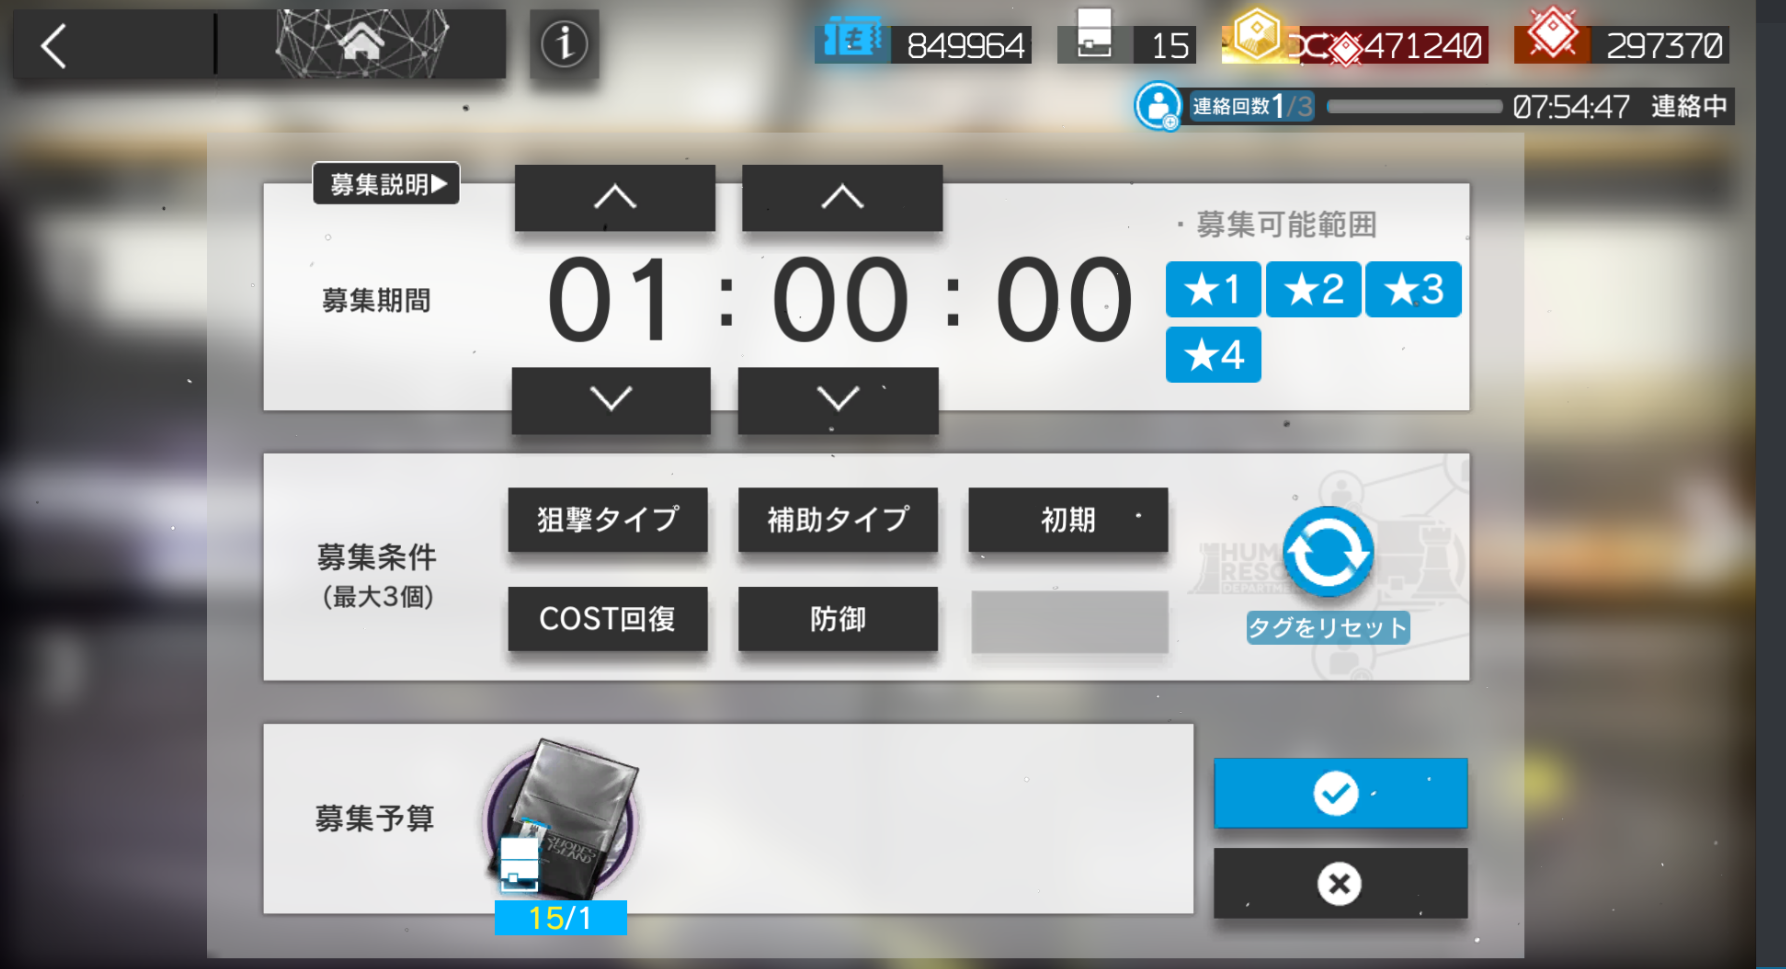 849964
15
471240
297370
連絡回数1/3
07:54:47 連絡中
募集説明▶
募集期間
01:00:00
・募集可能範囲
★1 ★2 ★3
★4
募集条件
(最大3個)
狙撃タイプ
補助タイプ
初期
COST回復
防御
タグをリセット
募集予算
RHODES
ISLAND
15/1